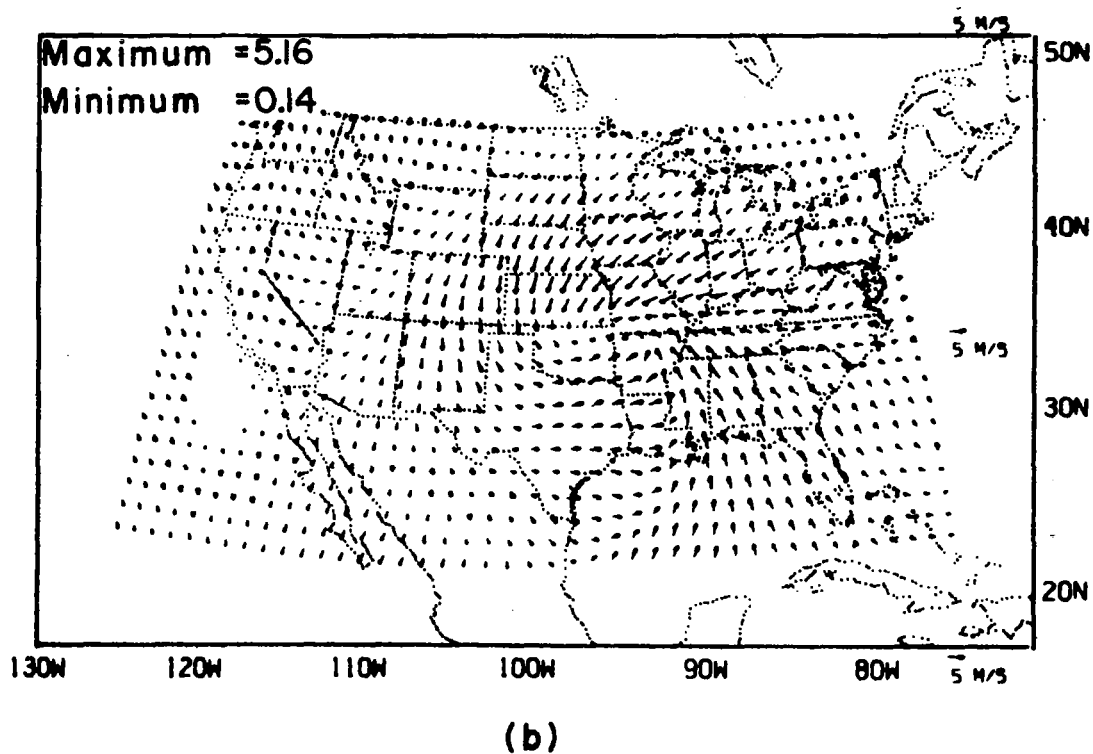 5 M/S
Maximum =5.16
Minimum =0.14
50N
40N
5 M/S
30N
20N
130W 120W 110W 100W 90W 80W
5 M/S
(b)